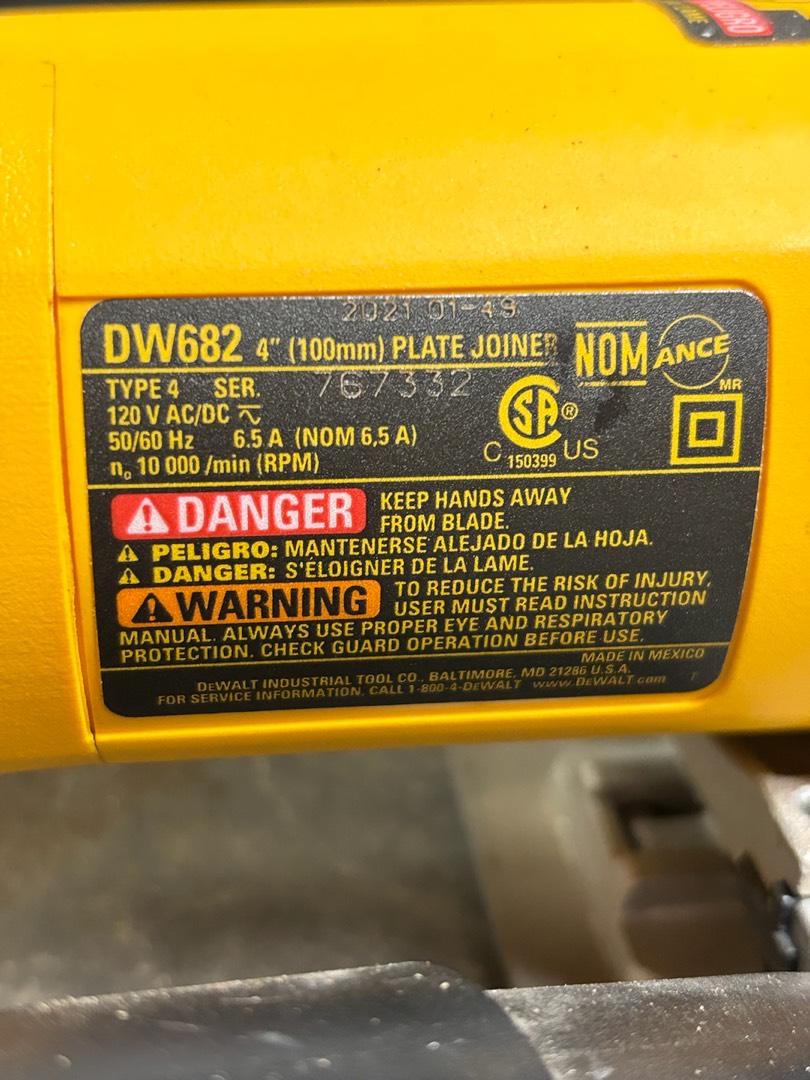 2021 01-49
DW682 4" (100mm) PLATE JOINER
NOM ANCE
MR
TYPE 4 SER. 767332
120 V AC/DC
50/60 Hz 6.5 A (NOM 6,5 A)
n₀ 10 000 /min (RPM)
SA ®
C 150399 US
DANGER KEEP HANDS AWAY
FROM BLADE.
PELIGRO: MANTENERSE ALEJADO DE LA HOJA.
DANGER: S'ÉLOIGNER DE LA LAME.
WARNING TO REDUCE THE RISK OF INJURY,
USER MUST READ INSTRUCTION
MANUAL. ALWAYS USE PROPER EYE AND RESPIRATORY
PROTECTION. CHECK GUARD OPERATION BEFORE USE.
MADE IN MEXICO
DEWALT INDUSTRIAL TOOL CO., BALTIMORE, MD 21286 U.S.A.
FOR SERVICE INFORMATION, CALL 1-800-4-DEWALT www.DEWALT.com T